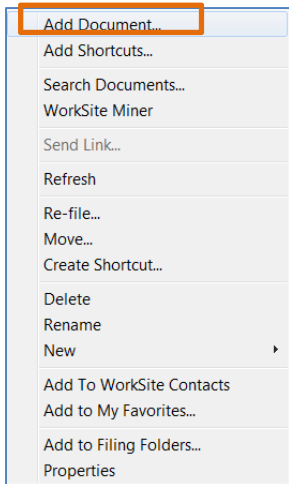 Add Document...
Add Shortcuts...
Search Documents...
WorkSite Miner
Send Link...
Refresh
Re-file...
Move...
Create Shortcut...
Delete
Rename
New
Add To WorkSite Contacts
Add to My Favorites...
Add to Filing Folders...
Properties